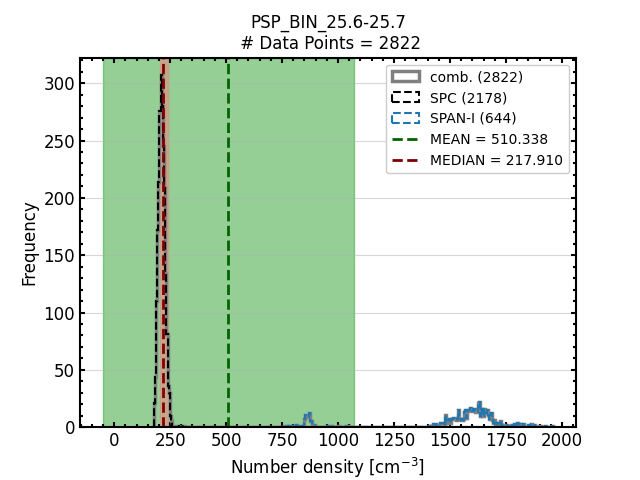 PSP_BIN_25.6-25.7
# Data Points = 2822
comb. (2822)
SPC (2178)
SPAN-I (644)
MEAN = 510.338
MEDIAN = 217.910
Frequency
300
250
200
150
100
50
0
0 250 500 750 1000 1250 1500 1750 2000
Number density [cm⁻³]